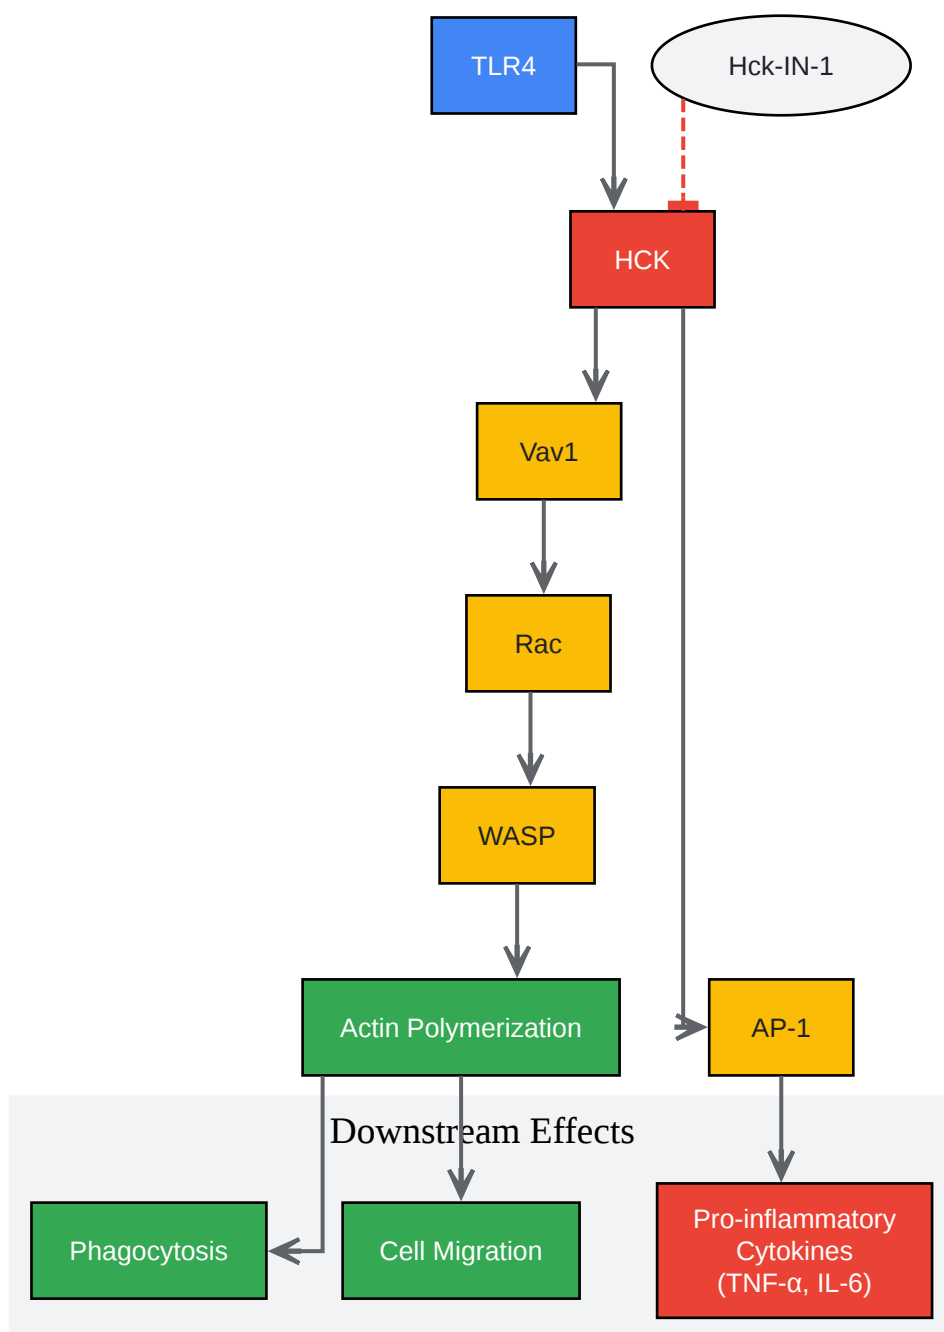 TLR4
Hck-IN-1
HCK
Vav1
Rac
WASP
Actin Polymerization
AP-1
Downstream Effects
Phagocytosis
Cell Migration
Pro-inflammatory
Cytokines
(TNF-α, IL-6)